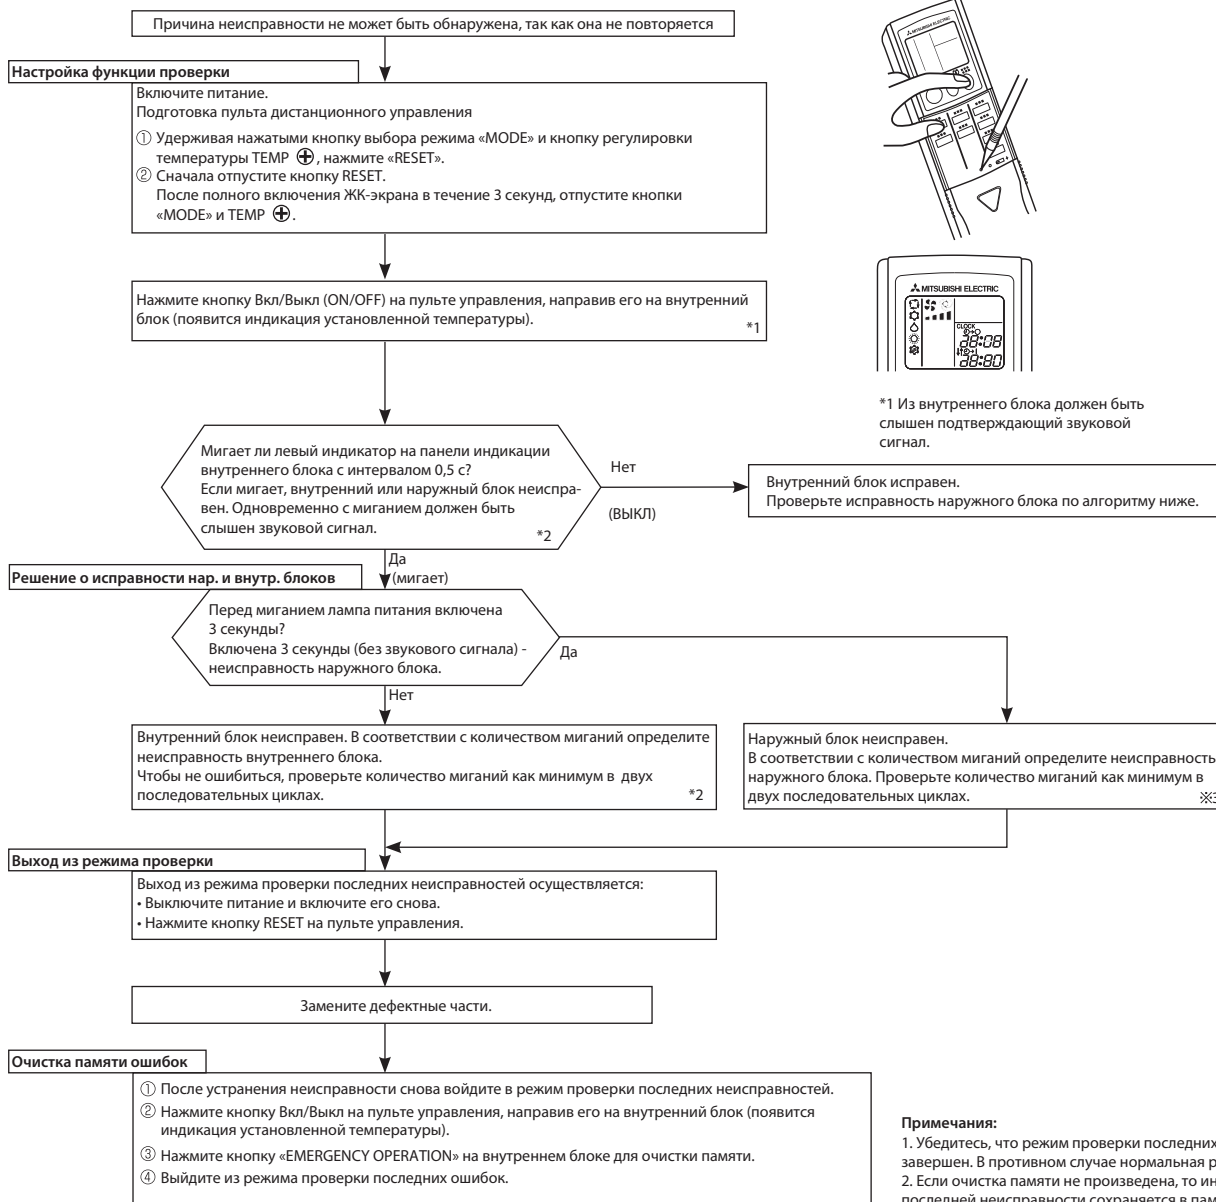 Причина неисправности не может быть обнаружена, так как она не повторяется
Настройка функции проверки
Включите питание.
Подготовка пульта дистанционного управления
① Удерживая нажатыми кнопку выбора режима «MODE» и кнопку регулировки
температуры TEMP ⊕, нажмите «RESET».
② Сначала отпустите кнопку RESET.
После полного включения ЖК-экрана в течение 3 секунд, отпустите кнопки
«MODE» и TEMP ⊕.
MITSUBISHI ELECTRIC
Нажмите кнопку Вкл/Выкл (ON/OFF) на пульте управления, направив его на внутренний
блок (появится индикация установленной температуры).
*1
MITSUBISHI ELECTRIC
CLOCK
28:08
28:80
*1 Из внутреннего блока должен быть
слышен подтверждающий звуковой
сигнал.
Мигает ли левый индикатор на панели индикации
внутреннего блока с интервалом 0,5 с?
Если мигает, внутренний или наружный блок неиспра-
вен. Одновременно с миганием должен быть
слышен звуковой сигнал.
*2
Нет
(ВЫКЛ)
Внутренний блок исправен.
Проверьте исправность наружного блока по алгоритму ниже.
Да
(мигает)
Решение о исправности нар. и внутр. блоков
Перед миганием лампа питания включена
3 секунды?
Включена 3 секунды (без звукового сигнала) -
неисправность наружного блока.
Да
Нет
Внутренний блок неисправен. В соответствии с количеством миганий определите
неисправность внутреннего блока.
Чтобы не ошибиться, проверьте количество миганий как минимум в двух
последовательных циклах.
*2
Наружный блок неисправен.
В соответствии с количеством миганий определите неисправность
наружного блока. Проверьте количество миганий как минимум в
двух последовательных циклах.
※3
Выход из режима проверки
Выход из режима проверки последних неисправностей осуществляется:
• Выключите питание и включите его снова.
• Нажмите кнопку RESET на пульте управления.
Замените дефектные части.
Очистка памяти ошибок
① После устранения неисправности снова войдите в режим проверки последних неисправностей.
② Нажмите кнопку Вкл/Выкл на пульте управления, направив его на внутренний блок (появится
индикация установленной температуры).
③ Нажмите кнопку «EMERGENCY OPERATION» на внутреннем блоке для очистки памяти.
④ Выйдите из режима проверки последних ошибок.
Примечания:
1. Убедитесь, что режим проверки последних
завершен. В противном случае нормальная
2. Если очистка памяти не произведена, то
последней неисправности сохраняется в